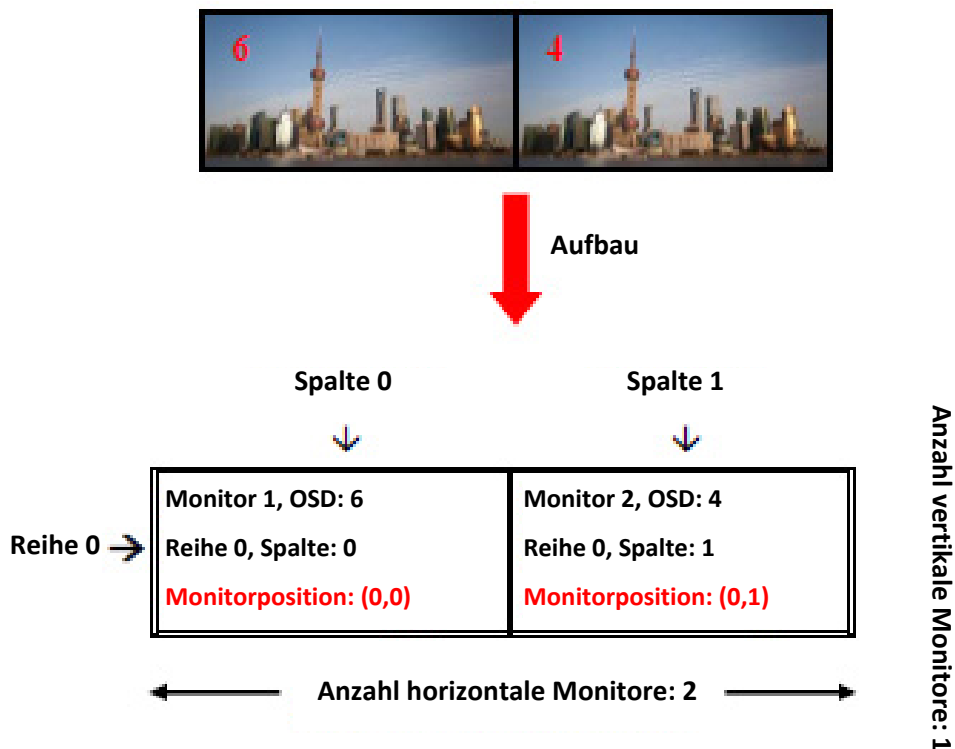 6
4
Aufbau
Spalte 0
Spalte 1
Monitor 1, OSD: 6
Reihe 0, Spalte: 0
Monitorposition: (0,0)
Monitor 2, OSD: 4
Reihe 0, Spalte: 1
Monitorposition: (0,1)
Reihe 0
Anzahl horizontale Monitore: 2
Anzahl vertikale Monitore: 1